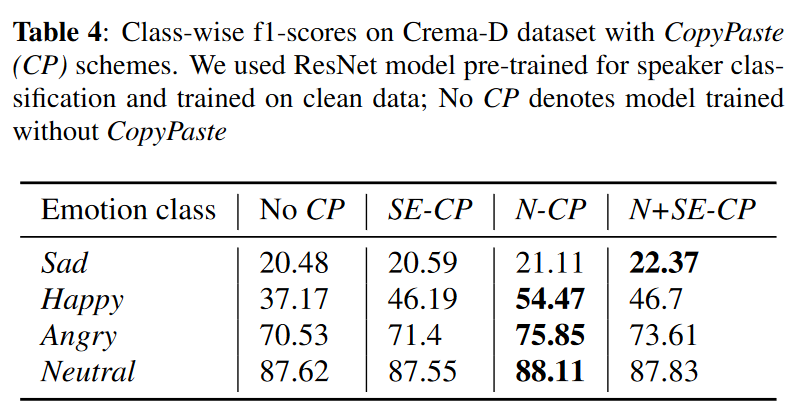 Table 4: Class-wise f1-scores on Crema-D dataset with CopyPaste
(CP) schemes. We used ResNet model pre-trained for speaker clas-
sification and trained on clean data; No CP denotes model trained
without CopyPaste
Emotion class No CP SE-CP N-CP N+SE-CP
Sad 20.48 20.59 21.11 22.37
Happy 37.17 46.19 54.47 46.7
Angry 70.53 71.4 75.85 73.61
Neutral 87.62 87.55 88.11 87.83